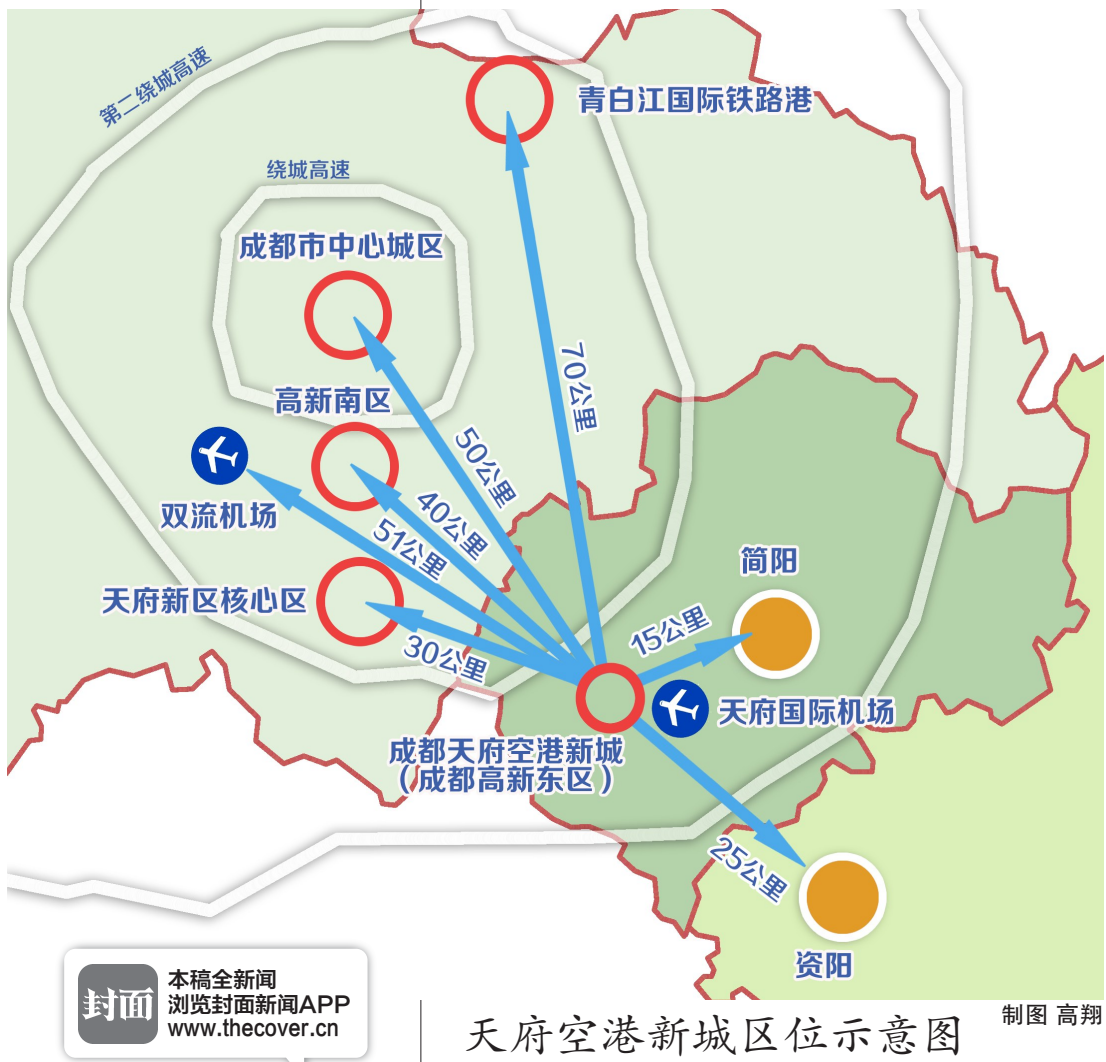 第二绕城高速
青白江国际铁路港
绕城高速
成都市中心城区
高新南区
双流机场
天府新区核心区
70公里
50公里
40公里
51公里
30公里
15公里
简阳
天府国际机场
成都天府空港新城
（成都高新东区）
25公里
资阳
封面
本稿全新闻
浏览封面新闻APP
www.thecover.cn
天府空港新城区位示意图
制图 高翔